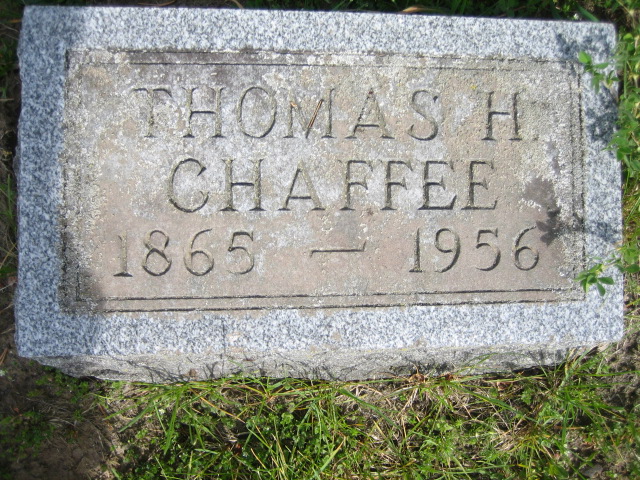 THOMAS H.
CHAFFEE
1865 — 1956